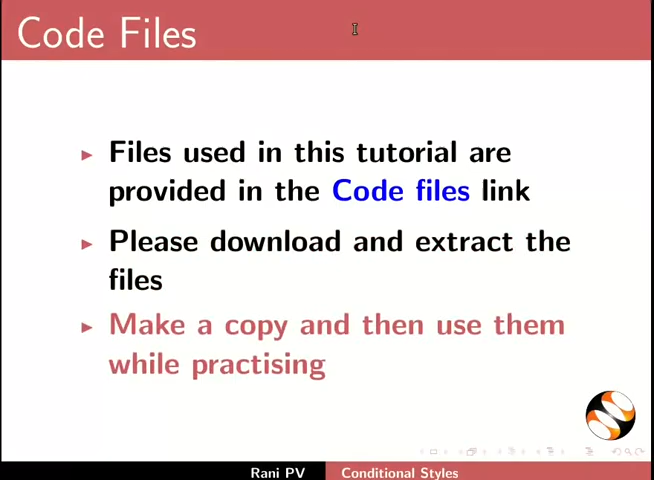 Code Files
Files used in this tutorial are
provided in the Code files link
Please download and extract the
files
Make a copy and then use them
while practising
Rani PV Conditional Styles